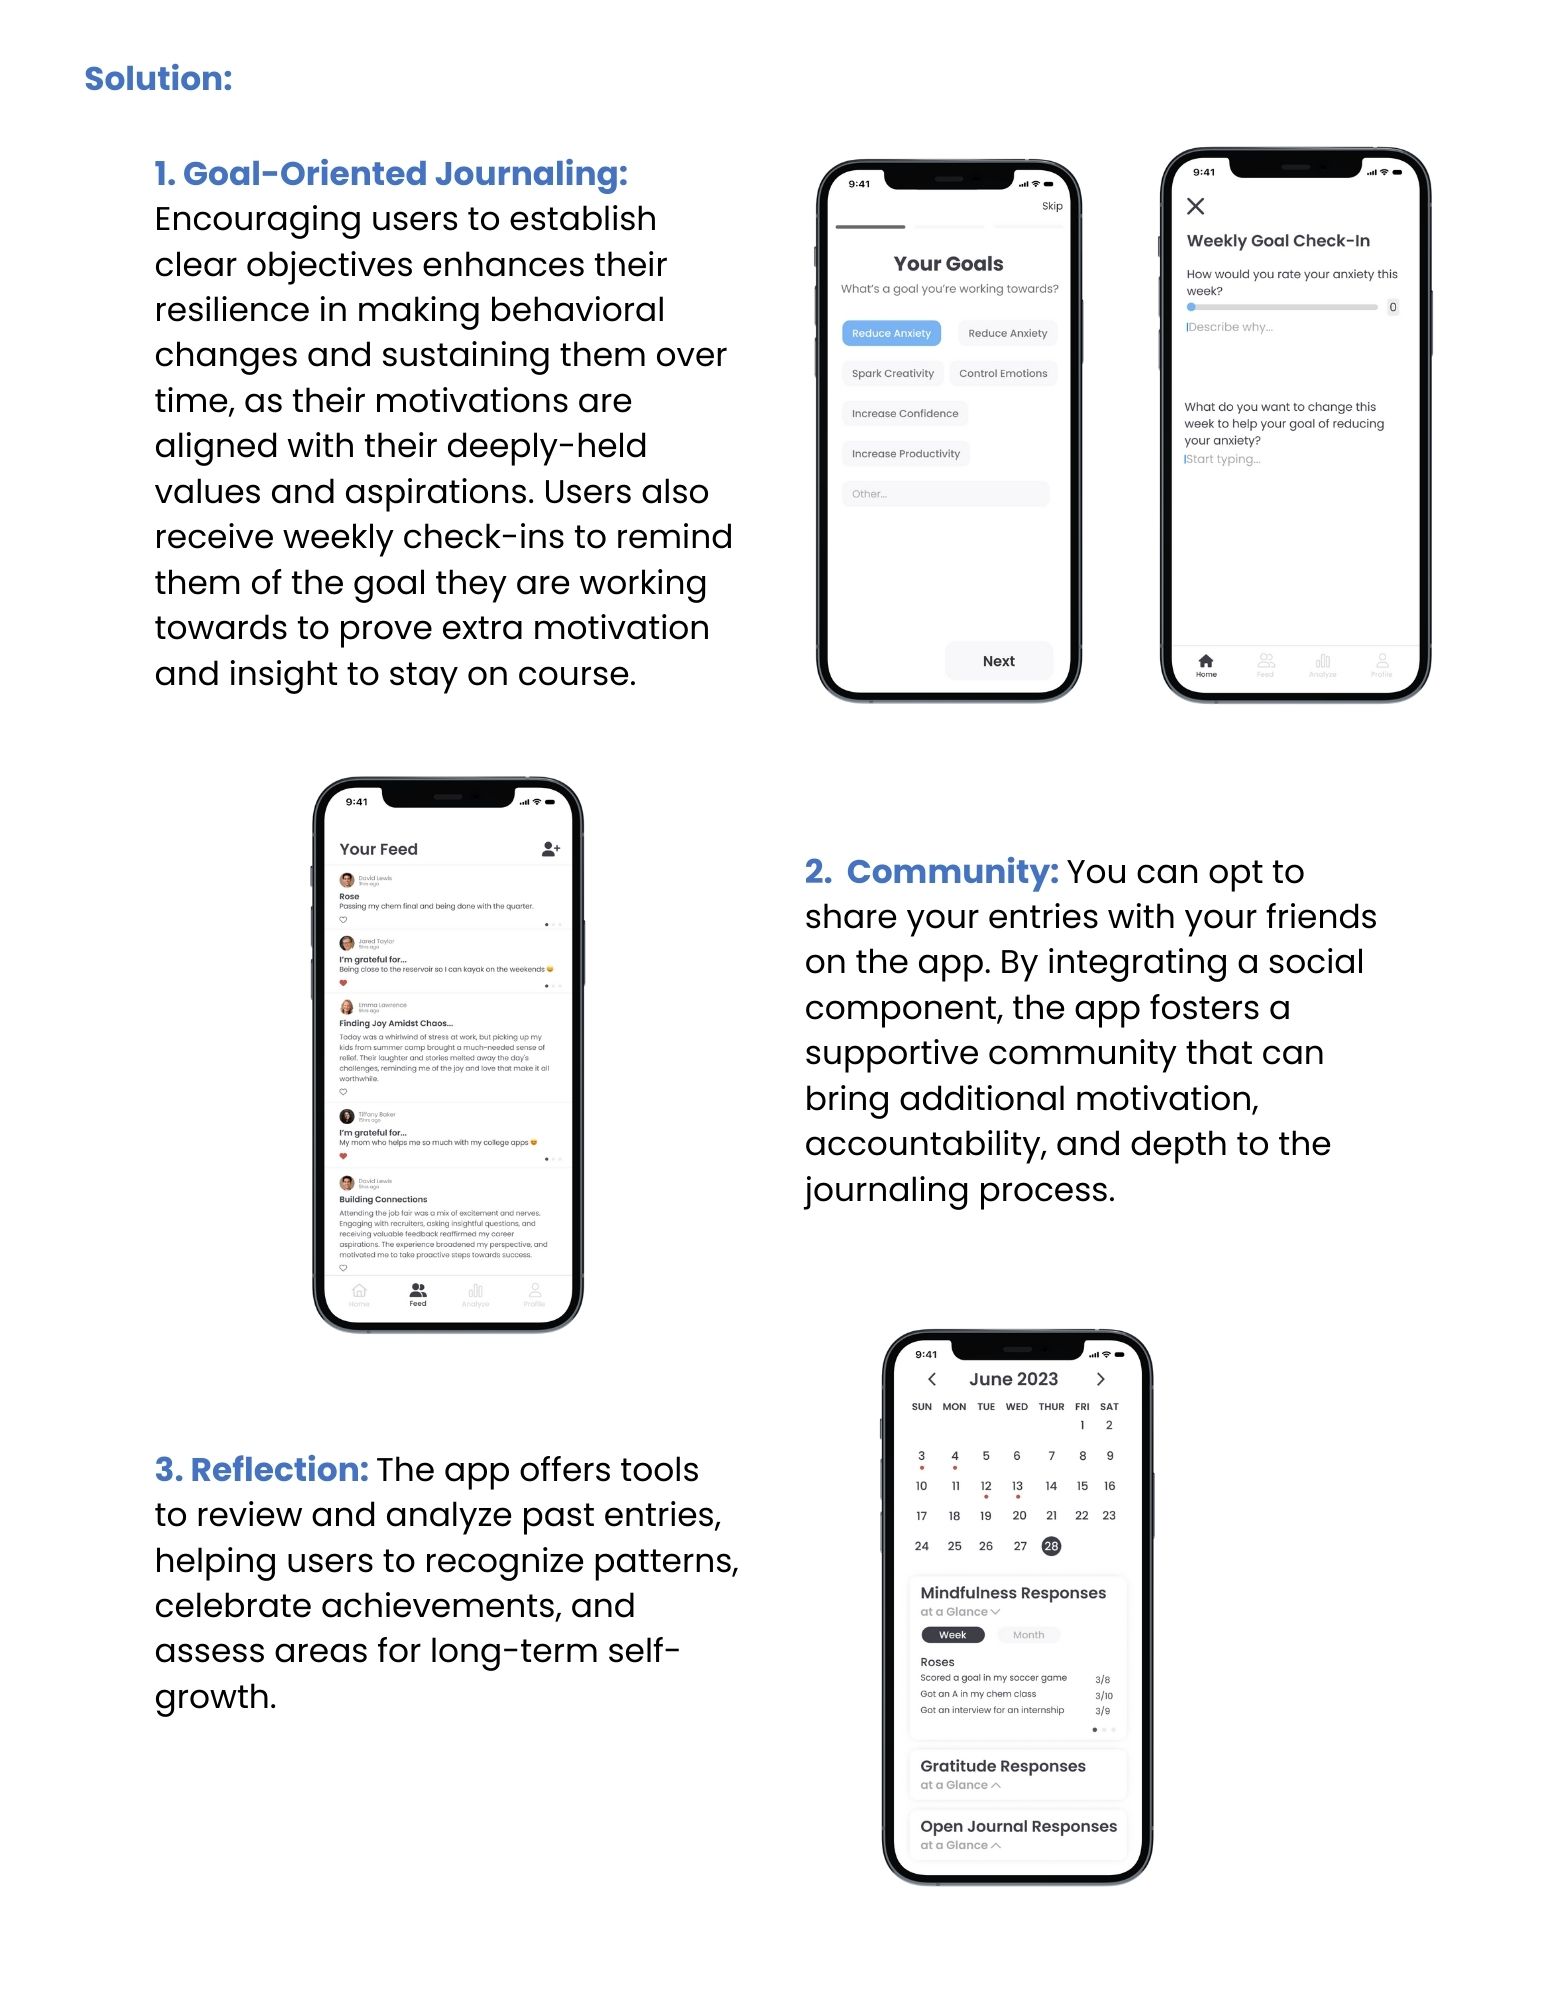 Solution:
1. Goal-Oriented Journaling:
Encouraging users to establish
clear objectives enhances their
resilience in making behavioral
changes and sustaining them over
time, as their motivations are
aligned with their deeply-held
values and aspirations. Users also
receive weekly check-ins to remind
them of the goal they are working
towards to prove extra motivation
and insight to stay on course.
9:41
Skip
Your Goals
What's a goal you're working towards?
Reduce Anxiety Reduce Anxiety
Spark Creativity Control Emotions
Increase Confidence
Increase Productivity
Other...
Next
9:41
Weekly Goal Check-In
How would you rate your anxiety this
week?
0
Describe why...
What do you want to change this
week to help your goal of reducing
your anxiety?
Start typing...
Home Feed Analyze Profile
9:41
Your Feed
David Lewis
Rose
Passing my chem final and being done with the quarter.
Jared Taylor
I'm grateful for...
Being close to the reservoir so I can kayak on the weekends 😄
Emma Lawrence
Finding Joy Amidst Chaos...
Today was a whirlwind of stress at work, but picking up my
kids from summer camp brought a much-needed sense of
relief. Their laughter and stories melted away the day's
challenges, reminding me of the joy and love that make it all
worthwhile.
Tiffany Baker
I'm grateful for...
My mom who helps me so much with my college apps 😍
David Lewis
Building Connections
Attending the job fair was a mix of excitement and nerves.
Engaging with recruiters, asking insightful questions, and
receiving valuable feedback reaffirmed my career
aspirations. The experience broadened my perspective, and
motivated me to take proactive steps towards success.
Home Feed Analyze Profile
2. Community: You can opt to
share your entries with your friends
on the app. By integrating a social
component, the app fosters a
supportive community that can
bring additional motivation,
accountability, and depth to the
journaling process.
3. Reflection: The app offers tools
to review and analyze past entries,
helping users to recognize patterns,
celebrate achievements, and
assess areas for long-term self-
growth.
9:41
June 2023
SUN MON TUE WED THUR FRI SAT
1 2
3 4 5 6 7 8 9
10 11 12 13 14 15 16
17 18 19 20 21 22 23
24 25 26 27 28
Mindfulness Responses
at a Glance
Week Month
Roses
Scored a goal in my soccer game 3/8
Got an A in my chem class 3/10
Got an interview for an internship 3/9
Gratitude Responses
at a Glance
Open Journal Responses
at a Glance